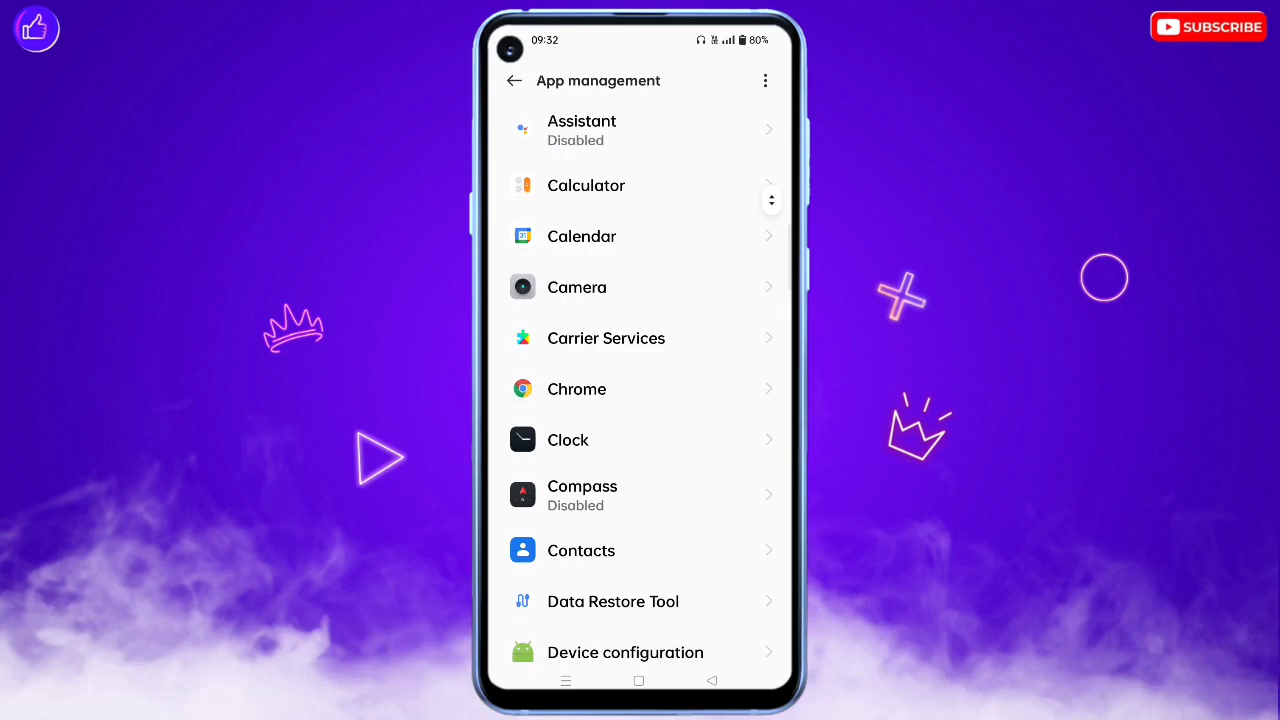 SUBSCRIBE
09:32
80%
App management
Assistant
Disabled
Calculator
31
Calendar
Camera
Carrier Services
Chrome
Clock
Compass
Disabled
Contacts
Data Restore Tool
Device configuration